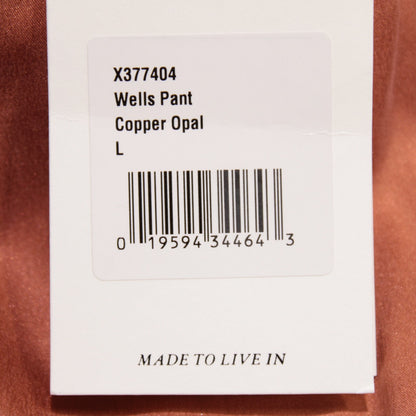 X377404
Wells Pant
Copper Opal
L
0 19594 34464 3
MADE TO LIVE IN